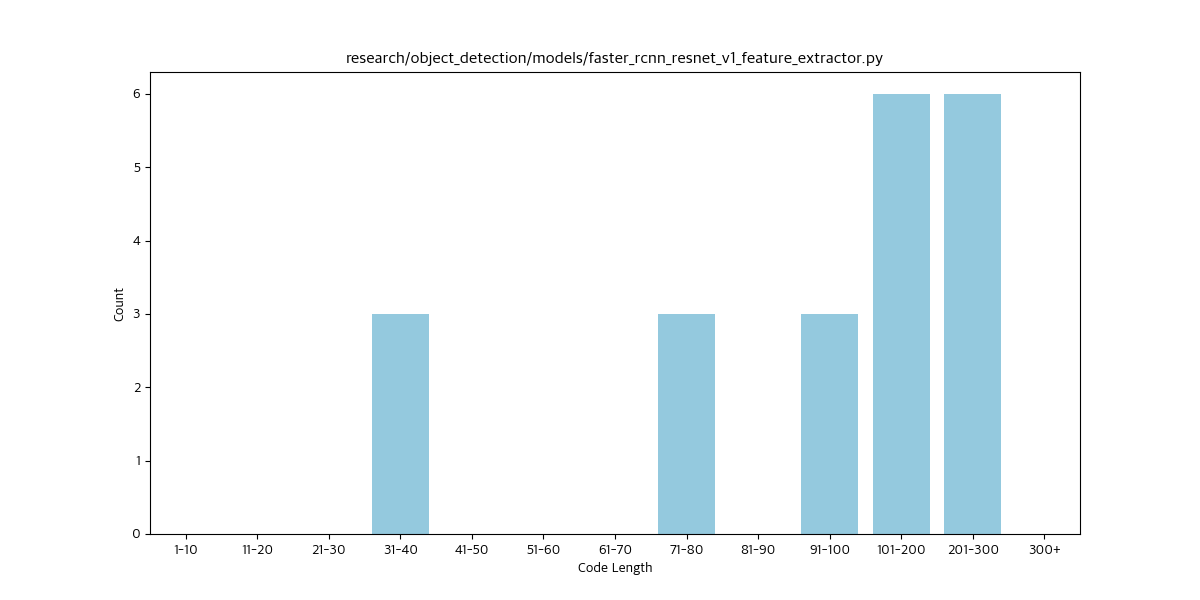 research/object_detection/models/faster_rcnn_resnet_v1_feature_extractor.py
6
5
4
3
2
1
0
Count
1-10 11-20 21-30 31-40 41-50 51-60 61-70 71-80 81-90 91-100 101-200 201-300 300+
Code Length